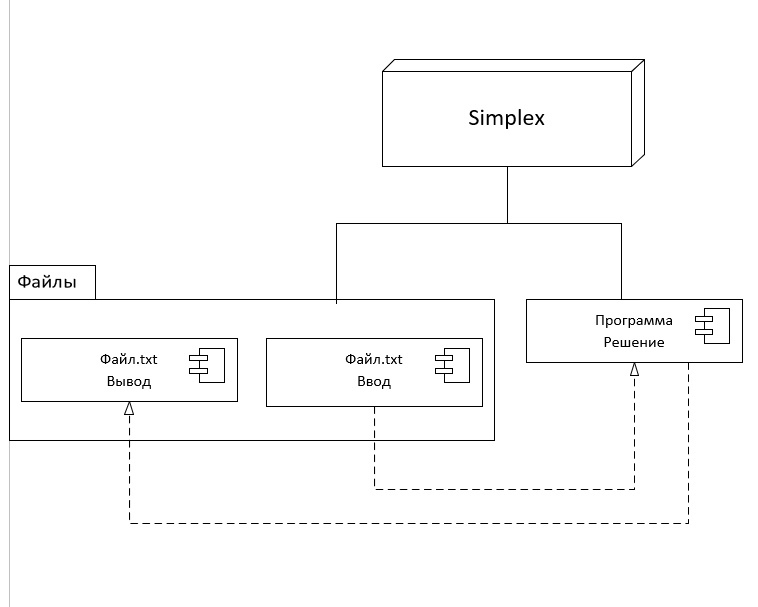 Simplex
Файлы
Файл.txt
Вывод
Файл.txt
Ввод
Программа
Решение